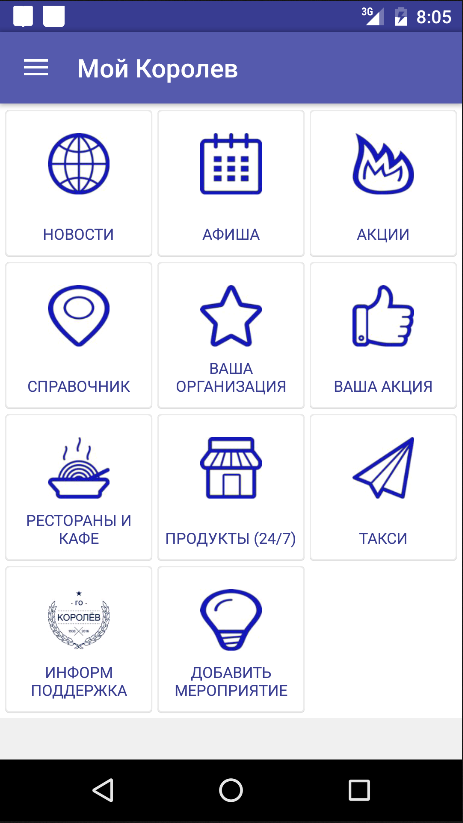 3G
8:05
Мой Королев
НОВОСТИ
АФИША
АКЦИИ
СПРАВОЧНИК
ВАША
ОРГАНИЗАЦИЯ
ВАША АКЦИЯ
РЕСТОРАНЫ И
КАФЕ
ПРОДУКТЫ (24/7)
ТАКСИ
ГО
КОРОЛЁВ
ИНФОРМ
ПОДДЕРЖКА
ДОБАВИТЬ
МЕРОПРИЯТИЕ